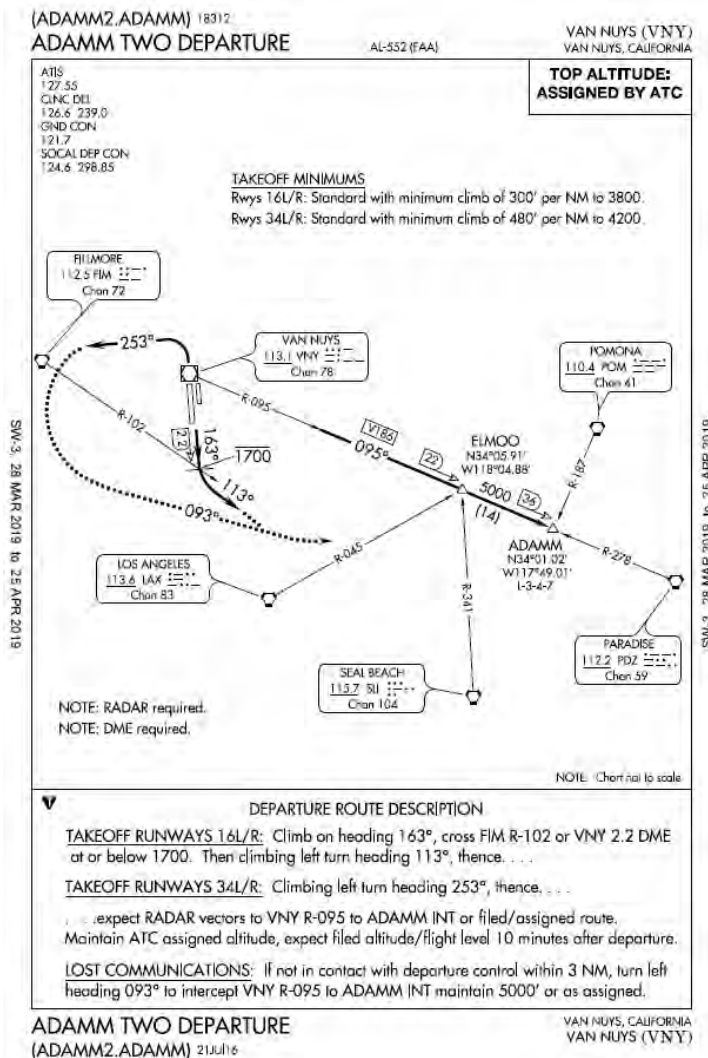 (ADAMM2.ADAMM) 18312
ADAMM TWO DEPARTURE
AL-552 (FAA)
VAN NUYS (VNY)
VAN NUYS, CALIFORNIA
ATIS
127.55
CLNC DEL
126.6 239.0
GND CON
121.7
SOCAL DEP CON
124.6 298.85
TOP ALTITUDE:
ASSIGNED BY ATC
TAKEOFF MINIMUMS
Rwys 16L/R: Standard with minimum climb of 300' per NM to 3800.
Rwys 34L/R: Standard with minimum climb of 480' per NM to 4200.
FILLMORE
112.5 FIM
Chan 72
253°
VAN NUYS
113.1 VNY
Chan 78
POMONA
110.4 POM
Chan 61
R-095
R-102
2.2
163°
1700
113°
093°
V186
095°
22
ELMOO
N34°05.91'
W118°04.88'
5000
36
(14)
R-187
ADAMM
N34°01.02'
W117°49.01'
L-3-4-7
R-278
R-045
R-341
LOS ANGELES
113.6 LAX
Chan 83
SEAL BEACH
115.7 SLI
Chan 104
PARADISE
112.2 PDZ
Chan 59
NOTE: RADAR required.
NOTE: DME required.
NOTE: Chart not to scale
SW-3, 28 MAR 2019 to 25 APR 2019
SW-3, 28 MAR 2019 to 25 APR 2019
DEPARTURE ROUTE DESCRIPTION
TAKEOFF RUNWAYS 16L/R: Climb on heading 163°, cross FIM R-102 or VNY 2.2 DME
at or below 1700. Then climbing left turn heading 113°, thence. . . .
TAKEOFF RUNWAYS 34L/R: Climbing left turn heading 253°, thence. . . .
. . .expect RADAR vectors to VNY R-095 to ADAMM INT or filed/assigned route.
Maintain ATC assigned altitude, expect filed altitude/flight level 10 minutes after departure.
LOST COMMUNICATIONS: If not in contact with departure control within 3 NM, turn left
heading 093° to intercept VNY R-095 to ADAMM INT maintain 5000' or as assigned.
ADAMM TWO DEPARTURE
(ADAMM2.ADAMM) 21JUL16
VAN NUYS, CALIFORNIA
VAN NUYS (VNY)